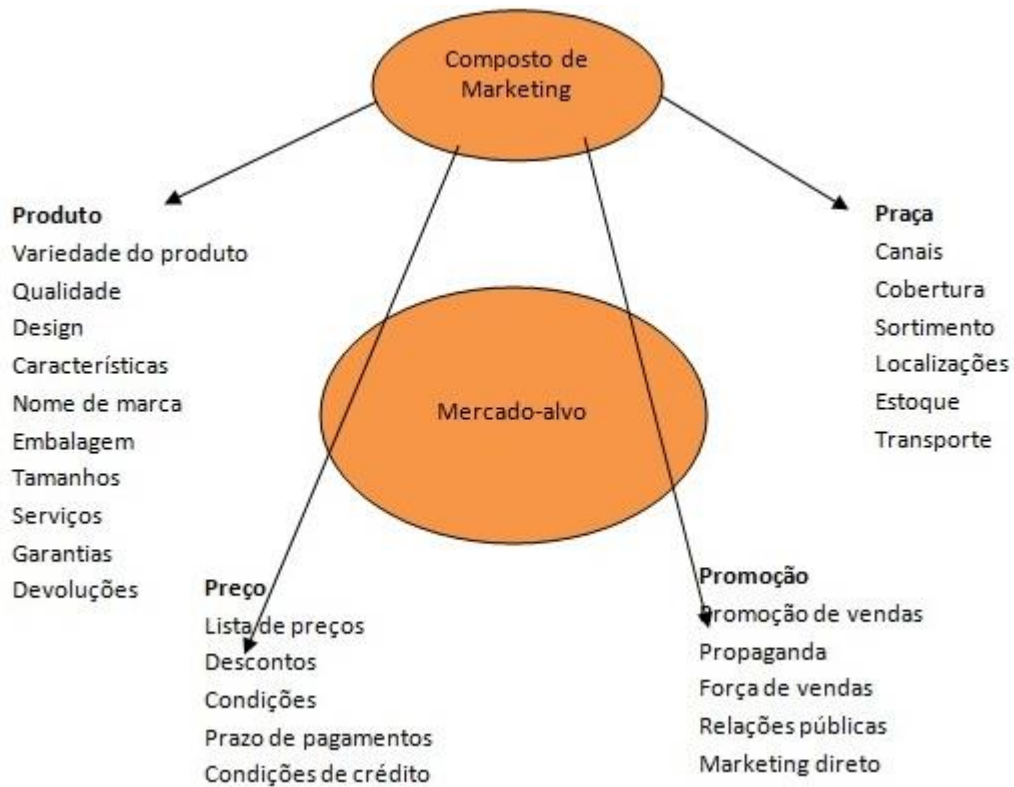 Composto de
Marketing
Produto
Variedade do produto
Qualidade
Design
Características
Nome de marca
Embalagem
Tamanhos
Serviços
Garantias
Devoluções
Praça
Canais
Cobertura
Sortimento
Localizações
Estoque
Transporte
Mercado-alvo
Preço
Lista de preços
Descontos
Condições
Prazo de pagamentos
Condições de crédito
Promoção
Promoção de vendas
Propaganda
Força de vendas
Relações públicas
Marketing direto